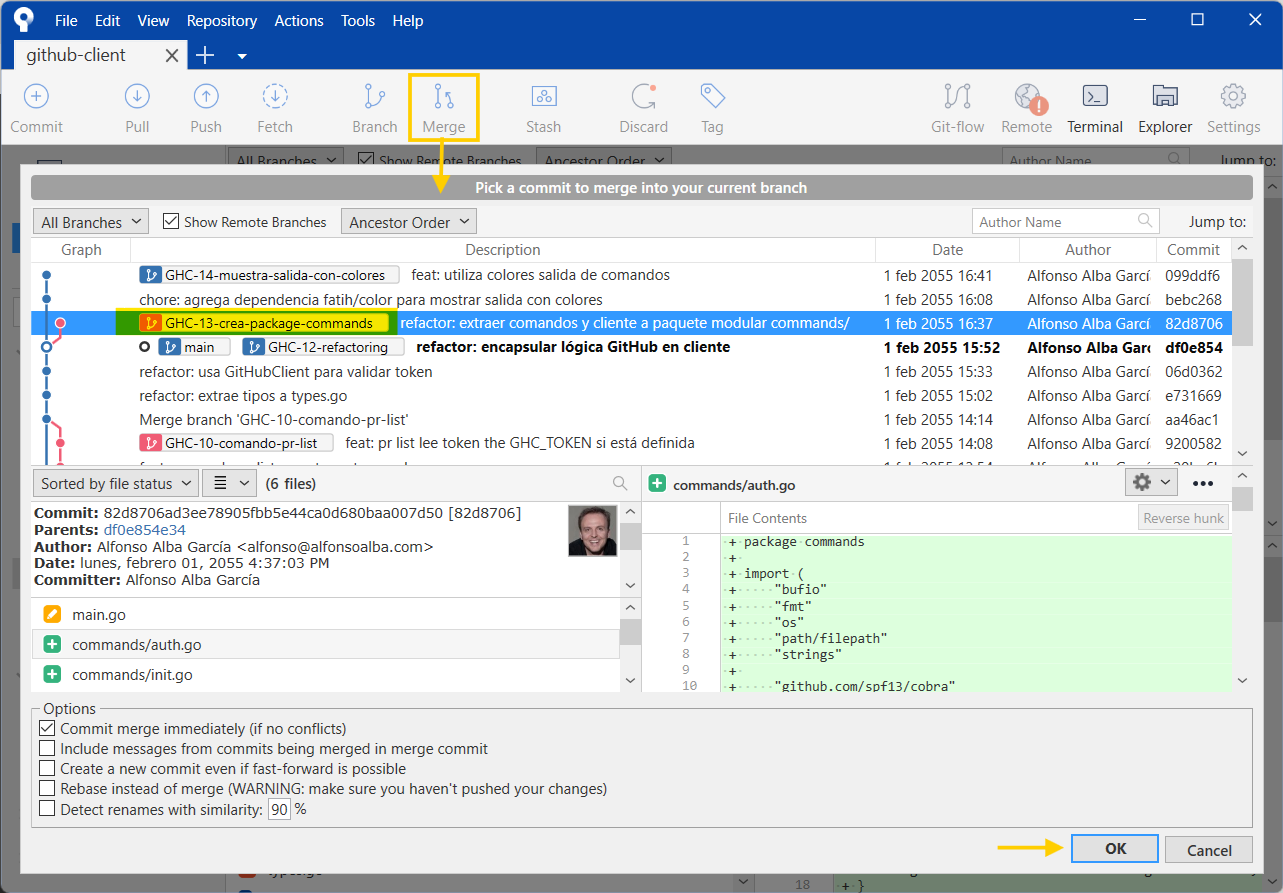 File Edit View Repository Actions Tools Help
github-client
Commit Pull Push Fetch Branch Merge Stash Discard Tag Git-flow Remote Terminal Explorer Settings
All Branches Show Remote Branches Ancestor Order Author Name Jump to:
Pick a commit to merge into your current branch
All Branches Show Remote Branches Ancestor Order Author Name Jump to:
Graph Description Date Author Commit
GHC-14-muestra-salida-con-colores feat: utiliza colores salida de comandos 1 feb 2055 16:41 Alfonso Alba Garcí 099ddf6
chore: agrega dependencia fatih/color para mostrar salida con colores 1 feb 2055 16:08 Alfonso Alba Garcí bebc268
GHC-13-crea-package-commands refactor: extraer comandos y cliente a paquete modular commands/ 1 feb 2055 16:37 Alfonso Alba Garcí 82d8706
main GHC-12-refactoring refactor: encapsular lógica GitHub en cliente 1 feb 2055 15:52 Alfonso Alba Garc df0e854
refactor: usa GitHubClient para validar token 1 feb 2055 15:33 Alfonso Alba Garcí 06d0362
refactor: extrae tipos a types.go 1 feb 2055 15:02 Alfonso Alba Garcí e731669
Merge branch 'GHC-10-comando-pr-list' 1 feb 2055 14:14 Alfonso Alba Garcí aa46ac1
GHC-10-comando-pr-list feat: pr list lee token the GHC_TOKEN si está definida 1 feb 2055 14:08 Alfonso Alba Garcí 9200582
Sorted by file status (6 files) commands/auth.go
Commit: 82d8706ad3ee78905fbb5e44ca0d680baa007d50 [82d8706]
Parents: df0e854e34
Author: Alfonso Alba García <alfonso@alfonsoalba.com>
Date: lunes, febrero 01, 2055 4:37:03 PM
Committer: Alfonso Alba García
main.go
commands/auth.go
commands/init.go
File Contents Reverse hunk
1 + package commands
2 +
3 + import (
4 + "bufio"
5 + "fmt"
6 + "os"
7 + "path/filepath"
8 + "strings"
9 +
10 + "github.com/spf13/cobra"
Options
Commit merge immediately (if no conflicts)
Include messages from commits being merged in merge commit
Create a new commit even if fast-forward is possible
Rebase instead of merge (WARNING: make sure you haven't pushed your changes)
Detect renames with similarity: 90 %
OK Cancel
18 + }